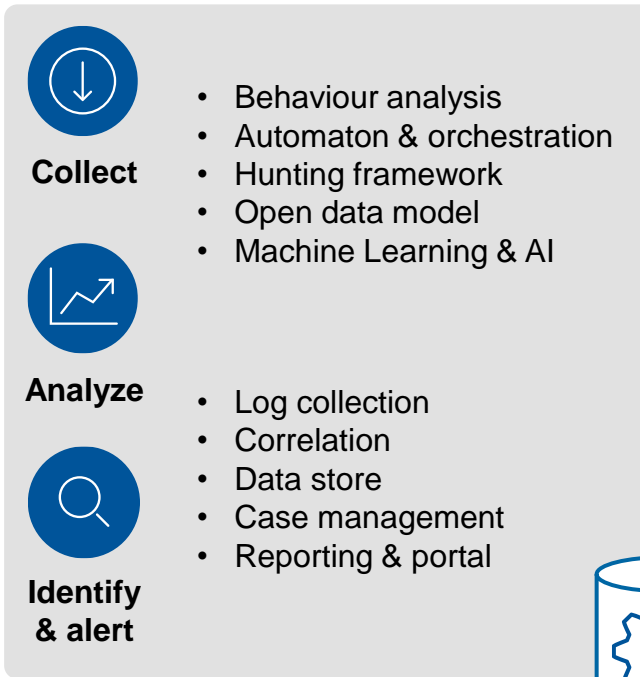 Collect
• Behaviour analysis
• Automaton & orchestration
• Hunting framework
• Open data model
• Machine Learning & AI
Analyze
• Log collection
• Correlation
• Data store
• Case management
• Reporting & portal
Identify
& alert